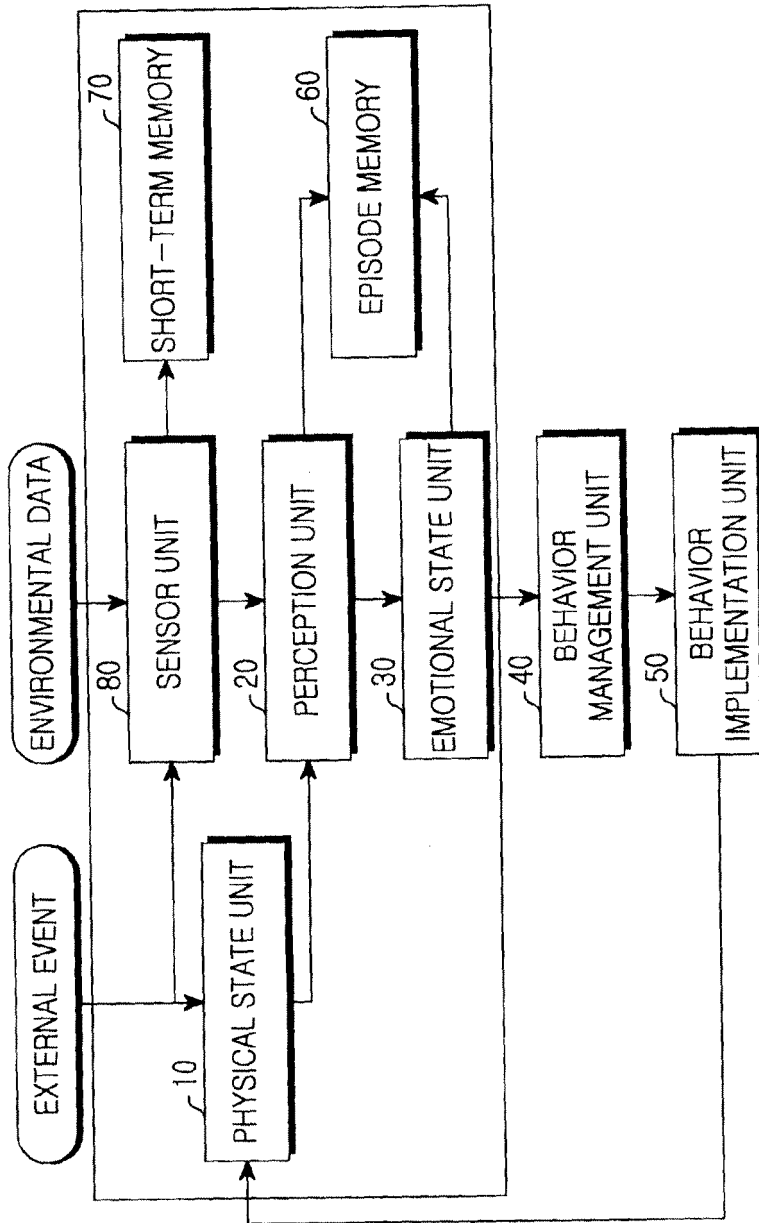 EXTERNAL EVENT
ENVIRONMENTAL DATA
80
SENSOR UNIT
70
SHORT-TERM MEMORY
10
PHYSICAL STATE UNIT
20
PERCEPTION UNIT
60
EPISODE MEMORY
30
EMOTIONAL STATE UNIT
40
BEHAVIOR
MANAGEMENT UNIT
50
BEHAVIOR
IMPLEMENTATION UNIT